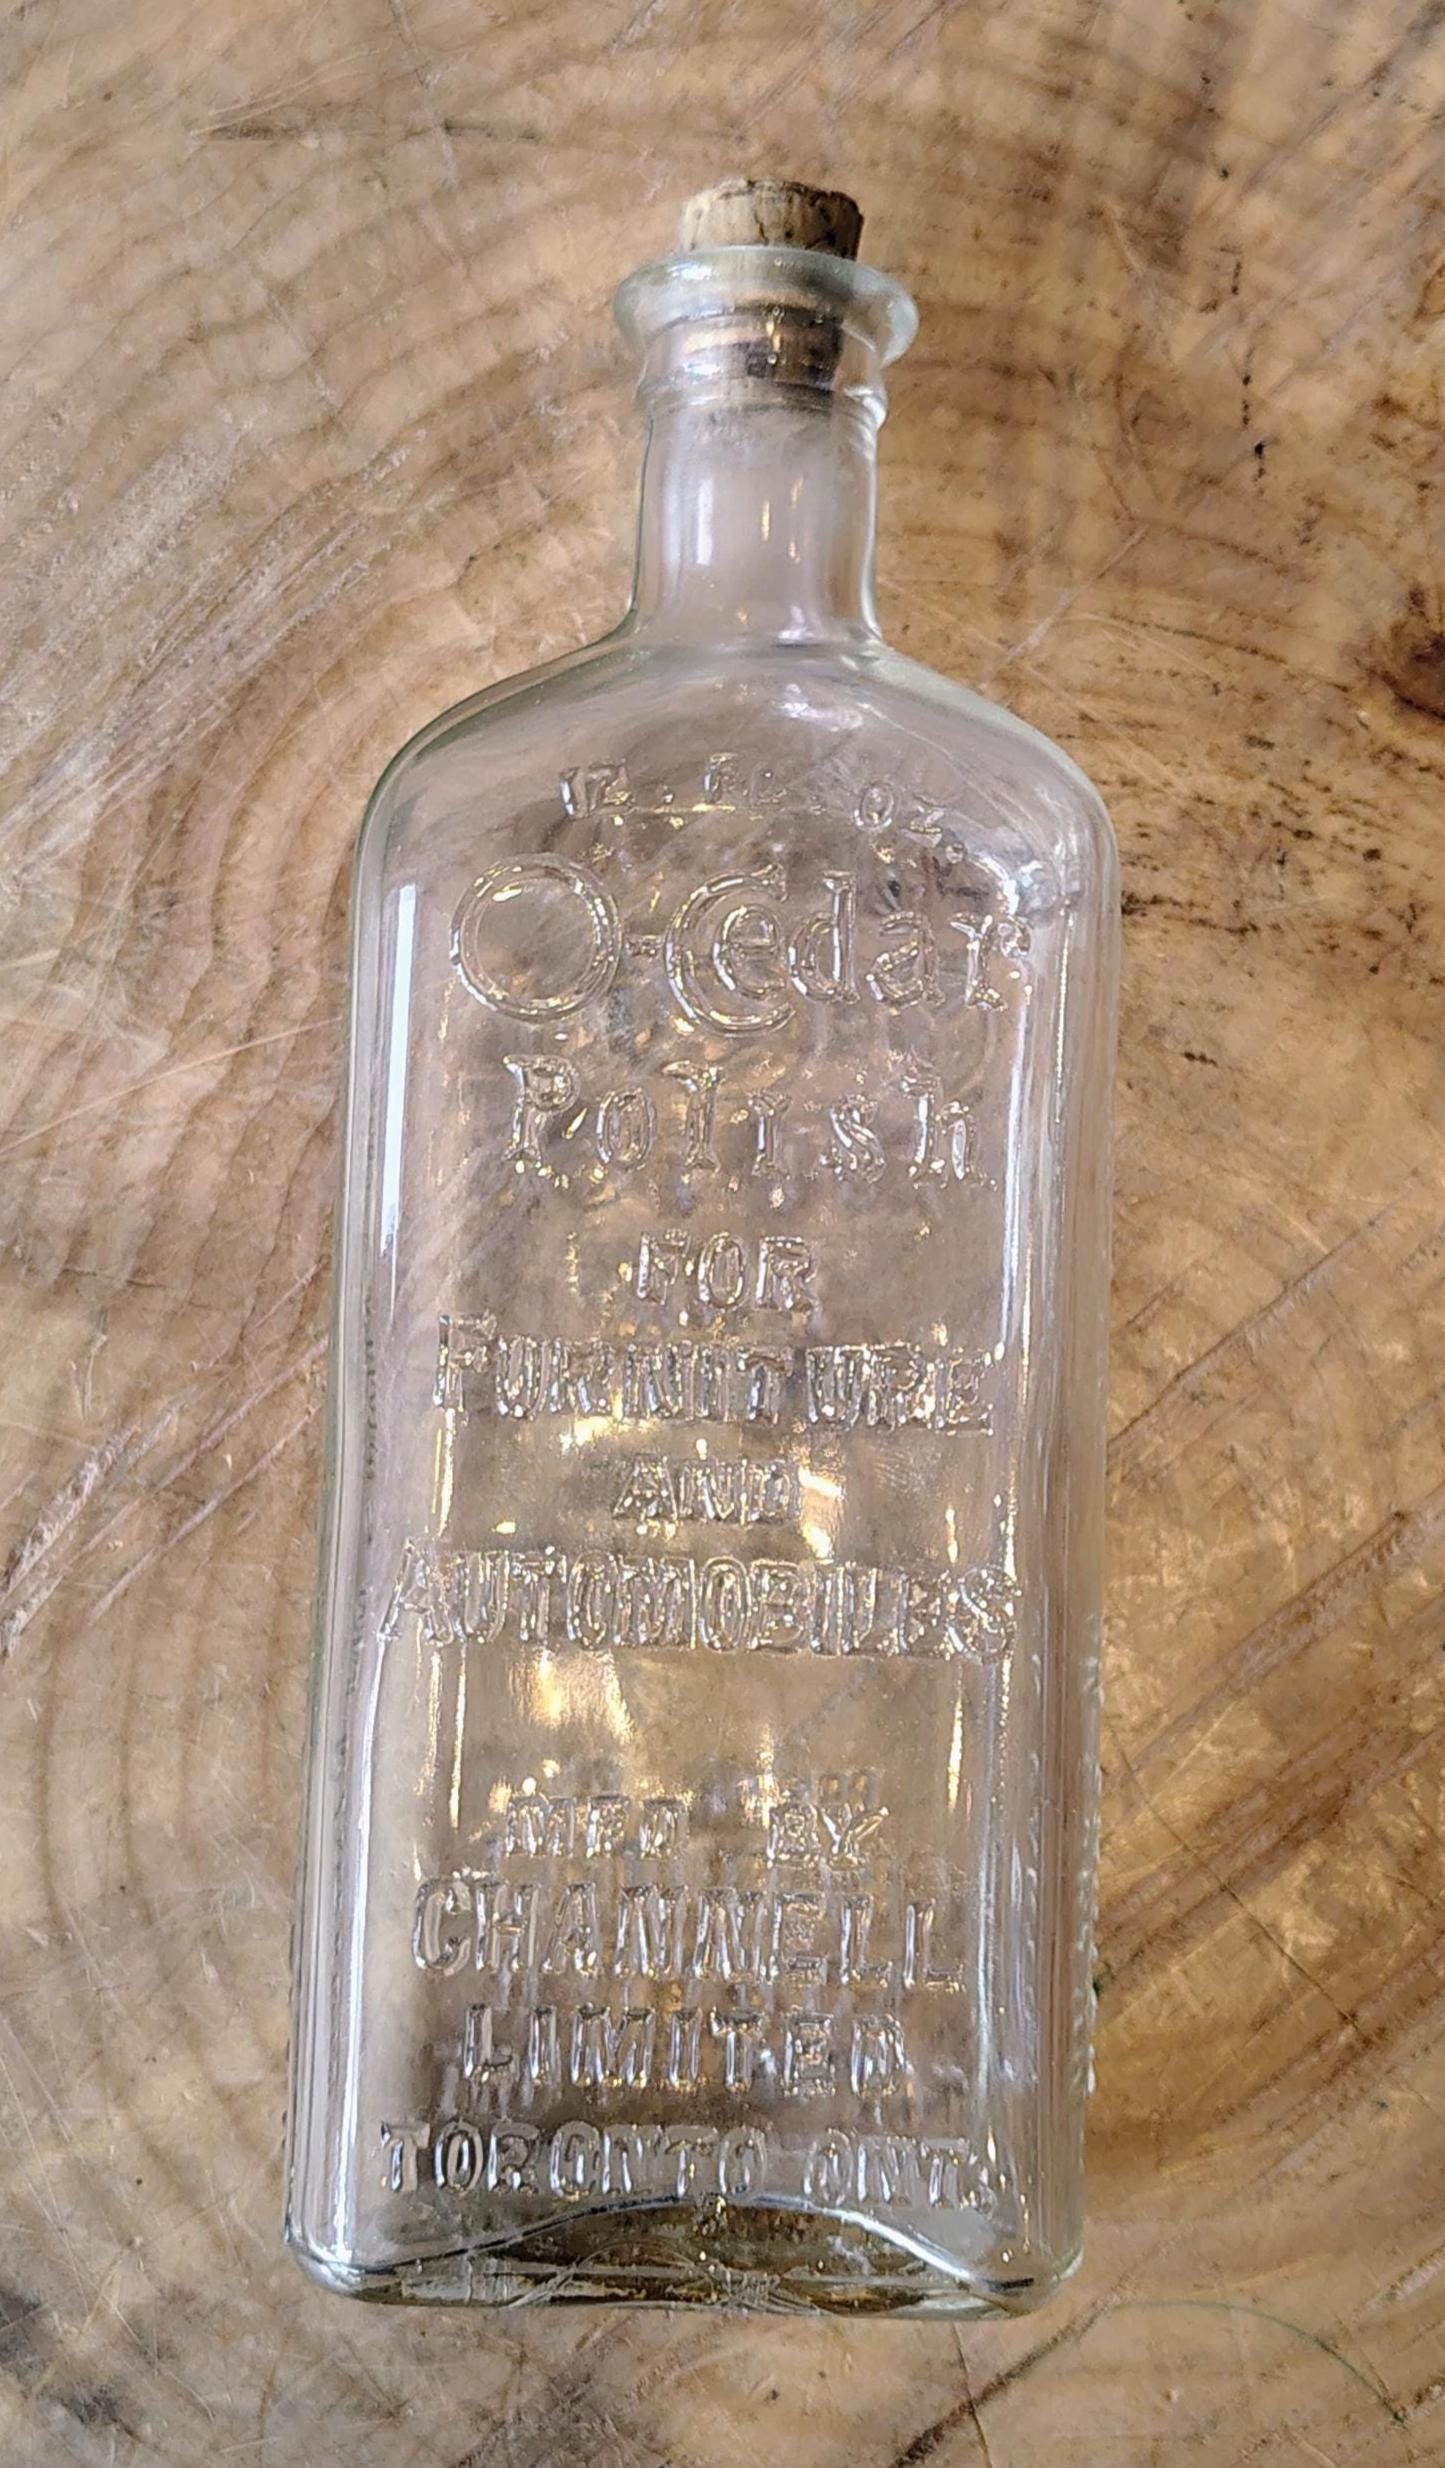 12. FL. OZ.
O-Cedar
Polish
FOR
FURNITURE
AND
AUTOMOBILES
MFD BY
CHANNELL
LIMITED
TORONTO ONT.